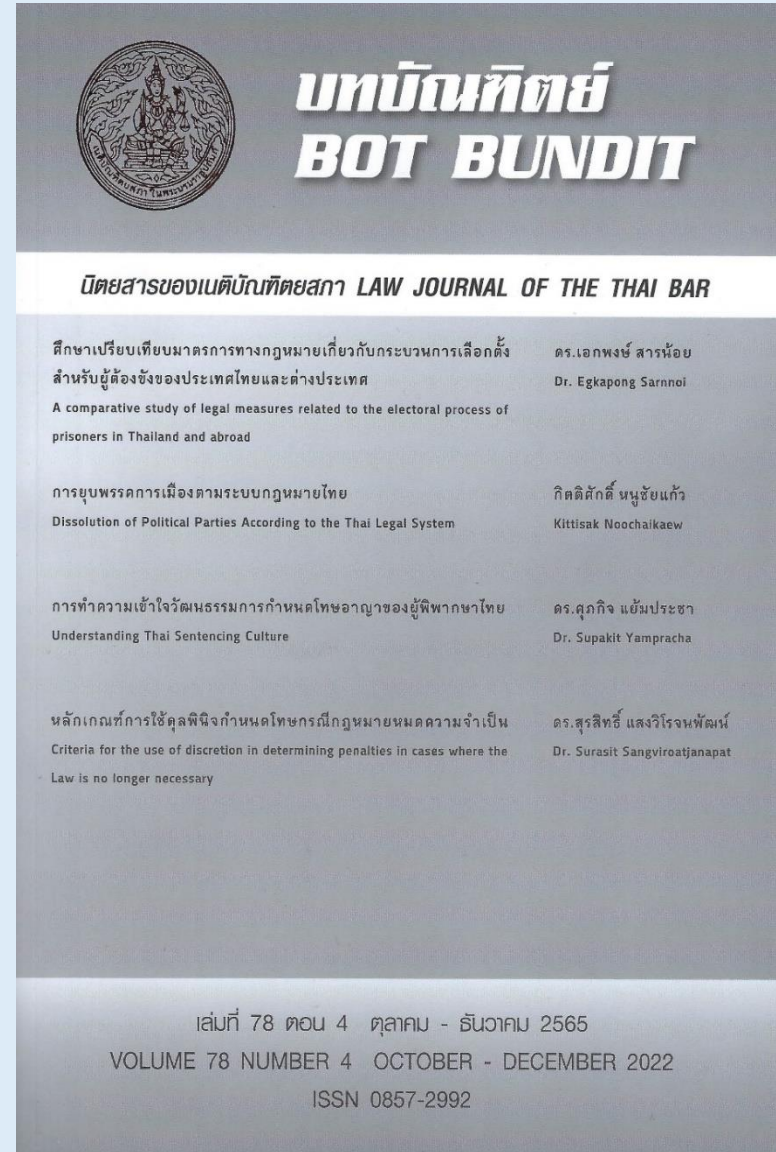 บทบัณฑิตย์
BOT BUNDIT
นิตยสารของเนติบัณฑิตยสภา LAW JOURNAL OF THE THAI BAR
ศึกษาเปรียบเทียบมาตรการทางกฎหมายเกี่ยวกับกระบวนการเลือกตั้ง
สำหรับผู้ต้องขังของประเทศไทยและต่างประเทศ
A comparative study of legal measures related to the electoral process of
prisoners in Thailand and abroad
ดร.เอกพงษ์ สารน้อย
Dr. Egkapong Sarnnoi
การยุบพรรคการเมืองตามระบบกฎหมายไทย
Dissolution of Political Parties According to the Thai Legal System
กิตติศักดิ์ หนูชัยแก้ว
Kittisak Noochaikaew
การทำความเข้าใจวัฒนธรรมการกำหนดโทษอาญาของผู้พิพากษาไทย
Understanding Thai Sentencing Culture
ดร.ศุภกิจ แย้มประชา
Dr. Supakit Yampracha
หลักเกณฑ์การใช้ดุลพินิจกำหนดโทษกรณีกฎหมายหมดความจำเป็น
Criteria for the use of discretion in determining penalties in cases where the
Law is no longer necessary
ดร.สุรสิทธิ์ แสงวิโรจนพัฒน์
Dr. Surasit Sangviroatjanapat
เล่มที่ 78 ตอน 4 ตุลาคม - ธันวาคม 2565
VOLUME 78 NUMBER 4 OCTOBER - DECEMBER 2022
ISSN 0857-2992